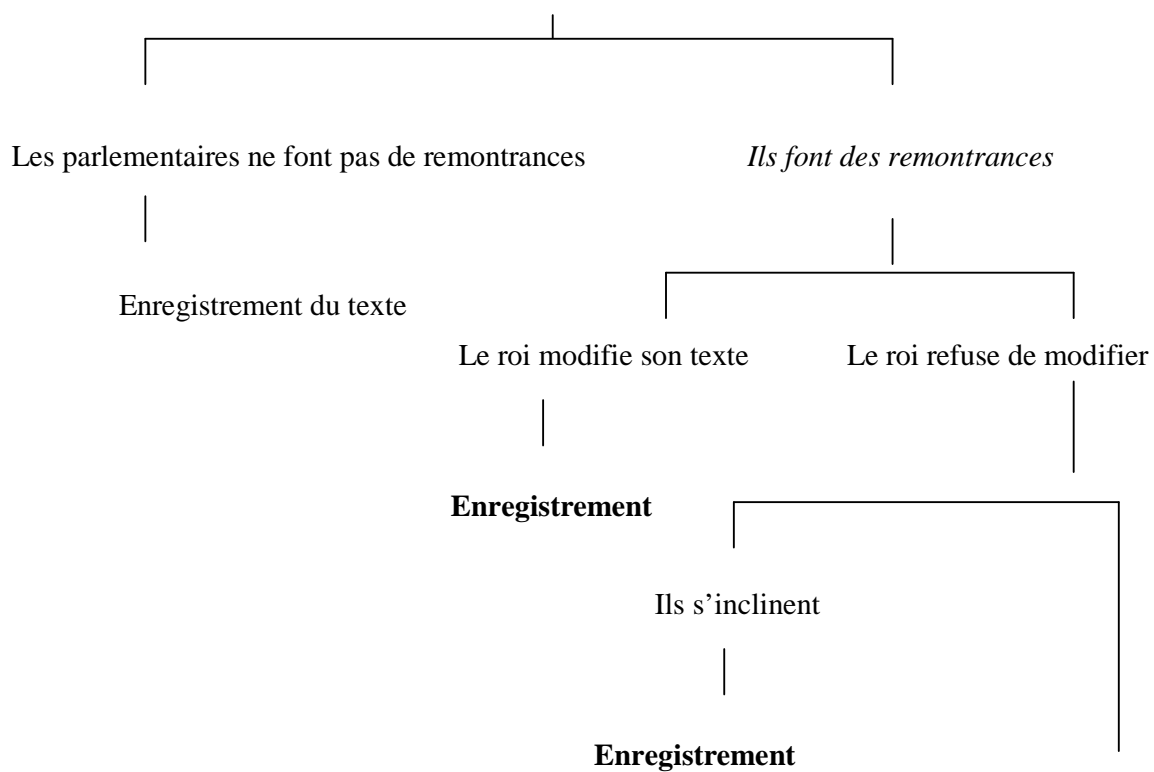 Les parlementaires ne font pas de remontrances
Ils font des remontrances
Enregistrement du texte
Le roi modifie son texte
Le roi refuse de modifier
Enregistrement
Ils s’inclinent
Enregistrement